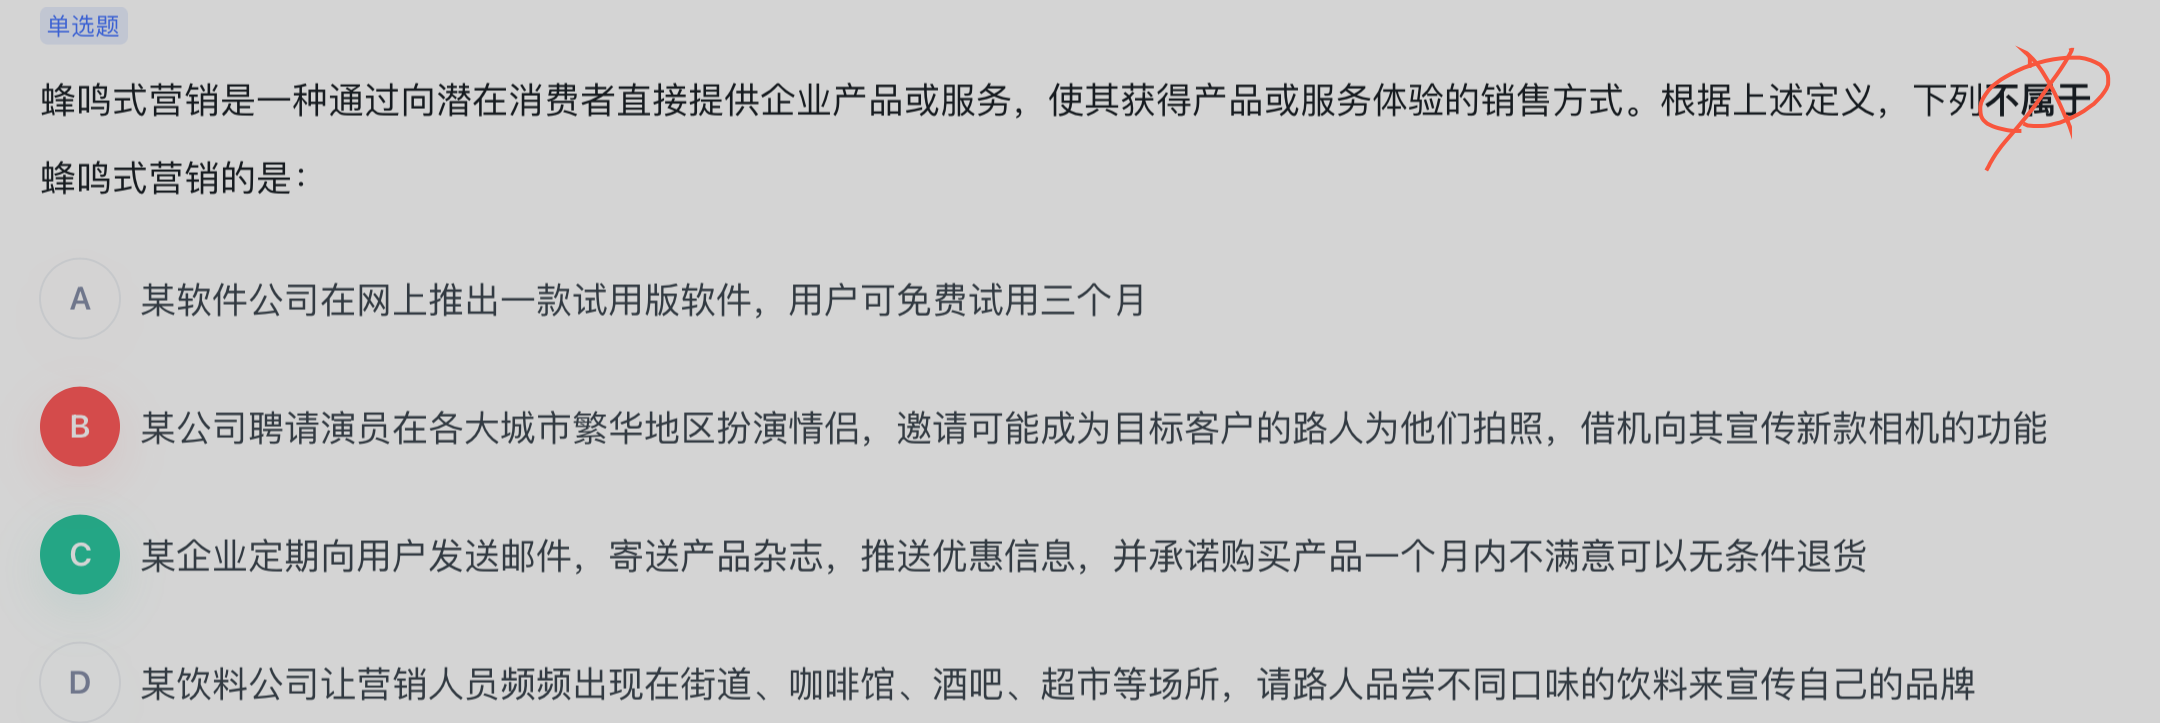 单选题
蜂鸣式营销是一种通过向潜在消费者直接提供企业产品或服务，使其获得产品或服务体验的销售方式。根据上述定义，下列不属于
蜂鸣式营销的是：
A 某软件公司在网上推出一款试用版软件，用户可免费试用三个月
B 某公司聘请演员在各大城市繁华地区扮演情侣，邀请可能成为目标客户的路人为他们拍照，借机向其宣传新款相机的功能
C 某企业定期向用户发送邮件，寄送产品杂志，推送优惠信息，并承诺购买产品一个月内不满意可以无条件退货
D 某饮料公司让营销人员频频出现在街道、咖啡馆、酒吧、超市等场所，请路人品尝不同口味的饮料来宣传自己的品牌